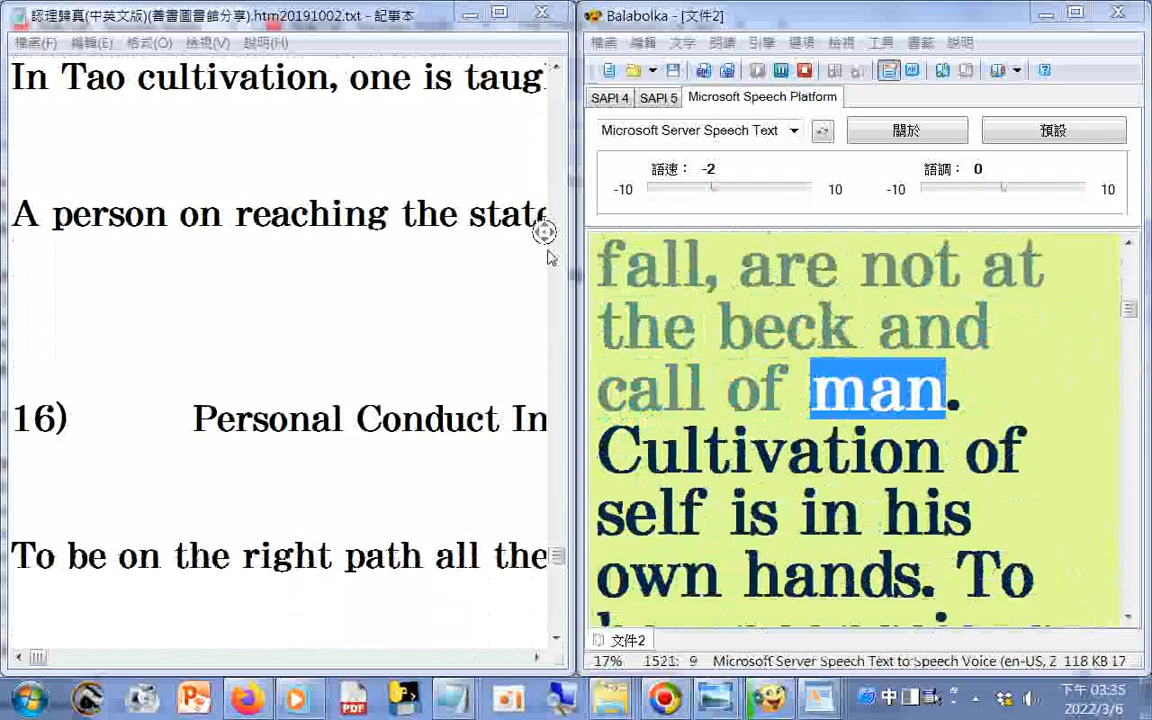 認理歸真(中英文版)(善書圖書館分享).htm20191002.txt - 記事本
檔案(F) 編輯(E) 格式(O) 檢視(V) 說明(H)
In Tao cultivation, one is taug
A person on reaching the state
16) Personal Conduct In
To be on the right path all the
Balabolka - [文件2]
檔案 編輯 文字 朗讀 引擎 選項 檢視 工具 書籤 說明
SAPI 4 SAPI 5 Microsoft Speech Platform
Microsoft Server Speech Text 關於 預設
語速: -2 語調: 0
-10 10 -10 10
fall, are not at
the beck and
call of man.
Cultivation of
self is in his
own hands. To
文件2
17% 1521: 9 Microsoft Server Speech Text to Speech Voice (en-US, Z 118 KB 17
PDF 中 下午 03:35
2022/3/6